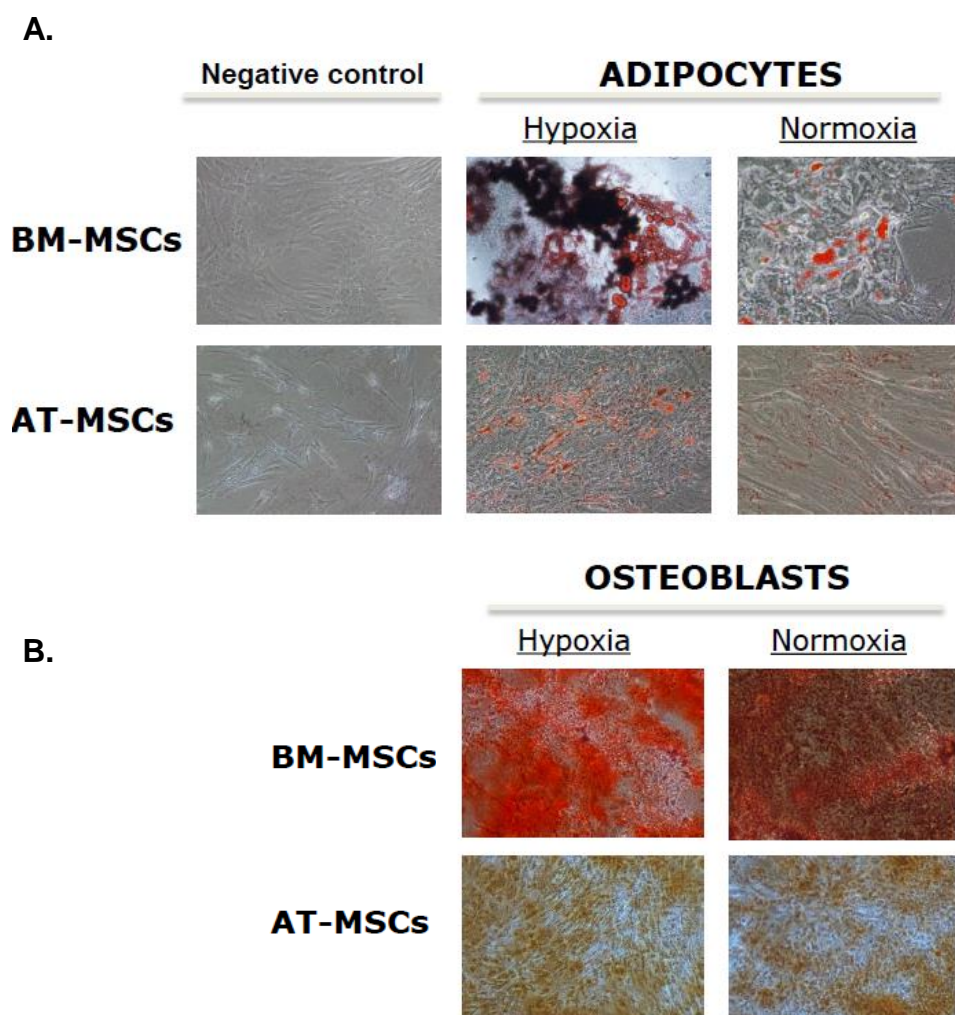 A.
Negative control
ADIPOCYTES
Hypoxia
Normoxia
BM-MSCs
AT-MSCs
OSTEOBLASTS
B.
Hypoxia
Normoxia
BM-MSCs
AT-MSCs